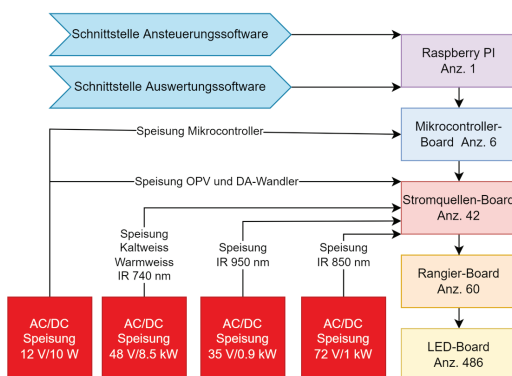 Schnittstelle Ansteuerungssoftware
Raspberry PI
Anz. 1
Schnittstelle Auswertungssoftware
Speisung Mikrocontroller
Mikrocontroller-
Board Anz. 6
Speisung OPV und DA-Wandler
Stromquellen-Board
Anz. 42
Speisung
Kaltweiss
Warmweiss
IR 740 nm
Speisung
IR 950 nm
Speisung
IR 850 nm
Rangier-Board
Anz. 60
AC/DC
Speisung
12 V/10 W
AC/DC
Speisung
48 V/8.5 kW
AC/DC
Speisung
35 V/0.9 kW
AC/DC
Speisung
72 V/1 kW
LED-Board
Anz. 486